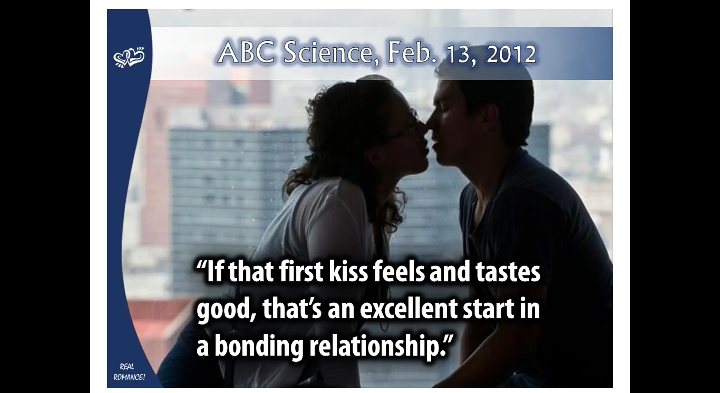 ABC Science, Feb. 13, 2012
“If that first kiss feels and tastes
good, that’s an excellent start in
a bonding relationship.”
REAL
ROMANCE!